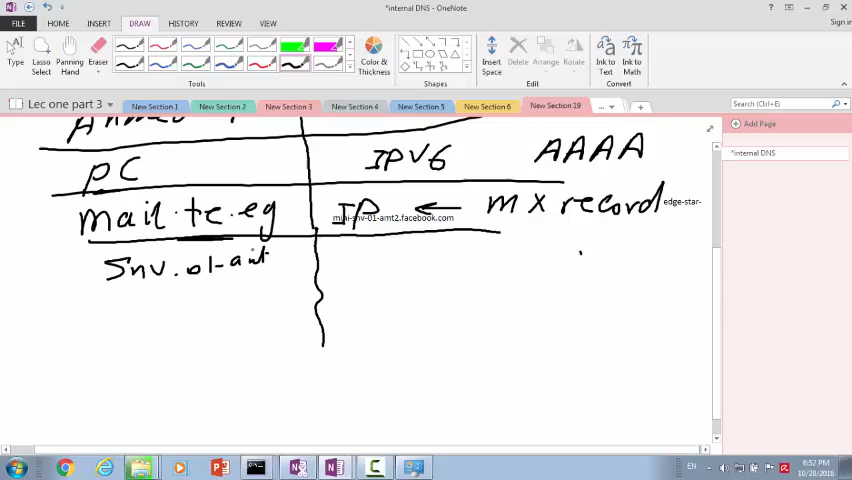 *internal DNS - OneNote
FILE HOME INSERT DRAW HISTORY REVIEW VIEW Sign in
Type Lasso Select Panning Hand Eraser Color & Thickness Insert Space Delete Arrange Rotate Ink to Text Ink to Math
Tools Shapes Edit Convert
Lec one part 3 New Section 1 New Section 2 New Section 3 New Section 4 New Section 5 New Section 6 New Section 19 ... Search (Ctrl+E)
Add Page
*internal DNS
PC IPV6 AAAA
mail.te.eg IP ← mx record edge-star-
mini-shv-01-amt2.facebook.com
Snv.01-amt
EN 6:52 PM
10/28/2016